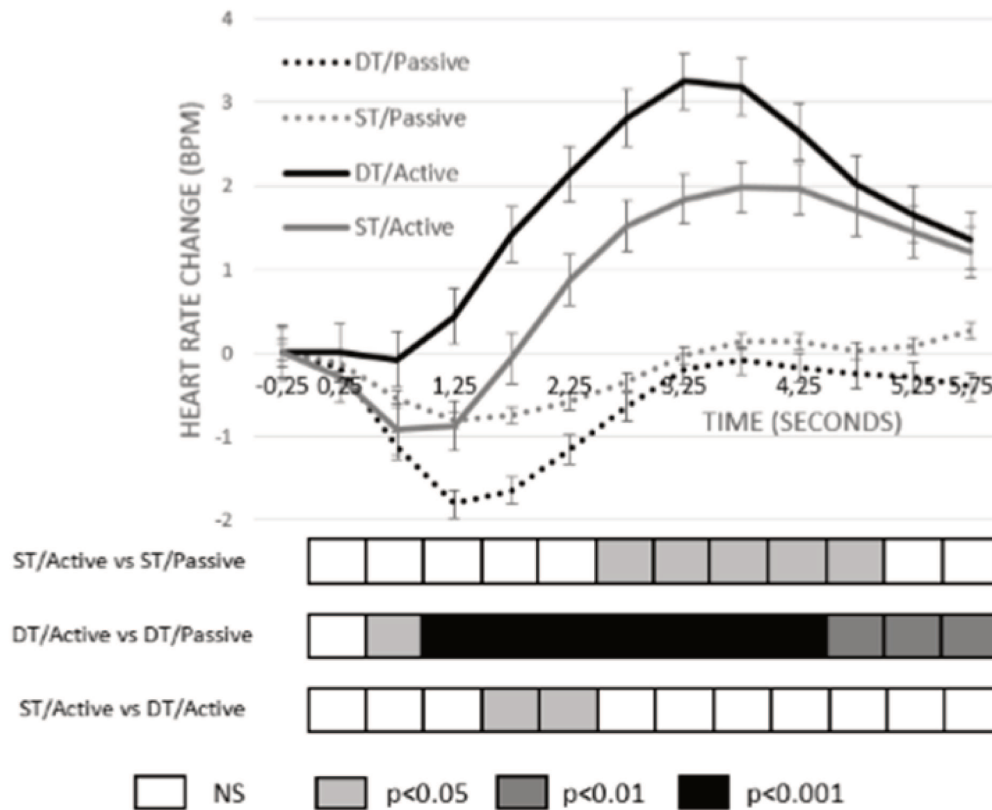 4
DT/Passive
3
ST/Passive
2
DT/Active
ST/Active
1
0
-0,25 0,25 1,25 2,25 3,25 4,25 5,25 5,75
-1
-2
HEART RATE CHANGE (BPM)
TIME (SECONDS)
ST/Active vs ST/Passive
DT/Active vs DT/Passive
ST/Active vs DT/Active
NS p<0.05 p<0.01 p<0.001